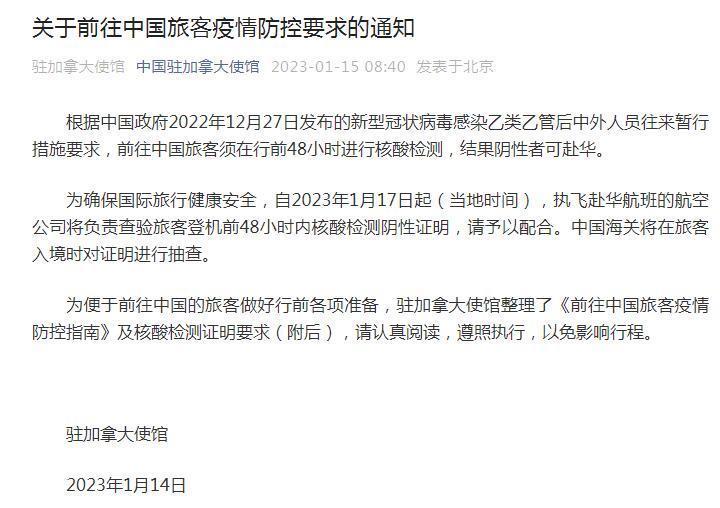 关于前往中国旅客疫情防控要求的通知
驻加拿大使馆 中国驻加拿大使馆 2023-01-15 08:40 发表于北京
根据中国政府2022年12月27日发布的新型冠状病毒感染乙类乙管后中外人员往来暂行
措施要求，前往中国旅客须在行前48小时进行核酸检测，结果阴性者可赴华。
为确保国际旅行健康安全，自2023年1月17日起（当地时间），执飞赴华航班的航空
公司将负责查验旅客登机前48小时内核酸检测阴性证明，请予以配合。中国海关将在旅客
入境时对证明进行抽查。
为便于前往中国的旅客做好行前各项准备，驻加拿大使馆整理了《前往中国旅客疫情
防控指南》及核酸检测证明要求（附后），请认真阅读，遵照执行，以免影响行程。
驻加拿大使馆
2023年1月14日